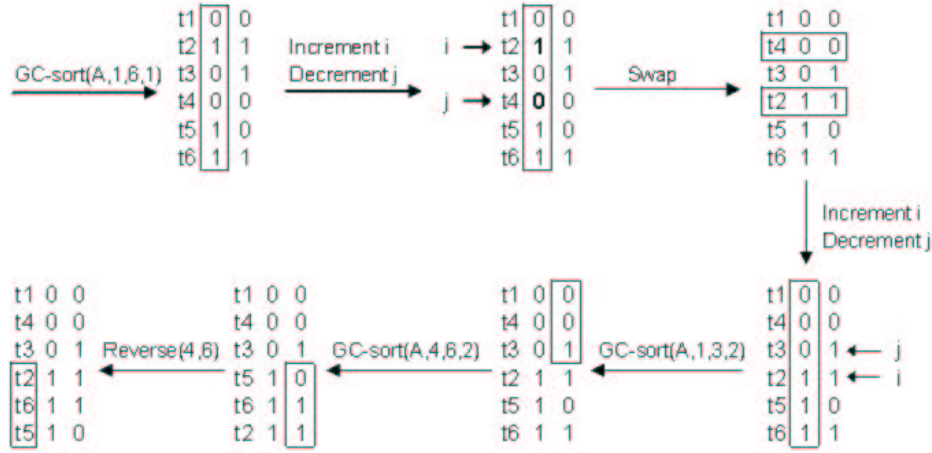 t1 0 0
t2 1 1
t3 0 1
t4 0 0
t5 1 0
t6 1 1
GC-sort(A,1,6,1)
Increment i
Decrement j
i
j
t1 0 0
t2 1 1
t3 0 1
t4 0 0
t5 1 0
t6 1 1
Swap
t1 0 0
t4 0 0
t3 0 1
t2 1 1
t5 1 0
t6 1 1
Increment i
Decrement j
t1 0 0
t4 0 0
t3 0 1
t2 1 1
t5 1 0
t6 1 1
j
i
GC-sort(A,1,3,2)
t1 0 0
t4 0 0
t3 0 1
t2 1 1
t5 1 0
t6 1 1
GC-sort(A,4,6,2)
t1 0 0
t4 0 0
t3 0 1
t5 1 0
t6 1 1
t2 1 1
Reverse(4,6)
t1 0 0
t4 0 0
t3 0 1
t2 1 1
t6 1 1
t5 1 0